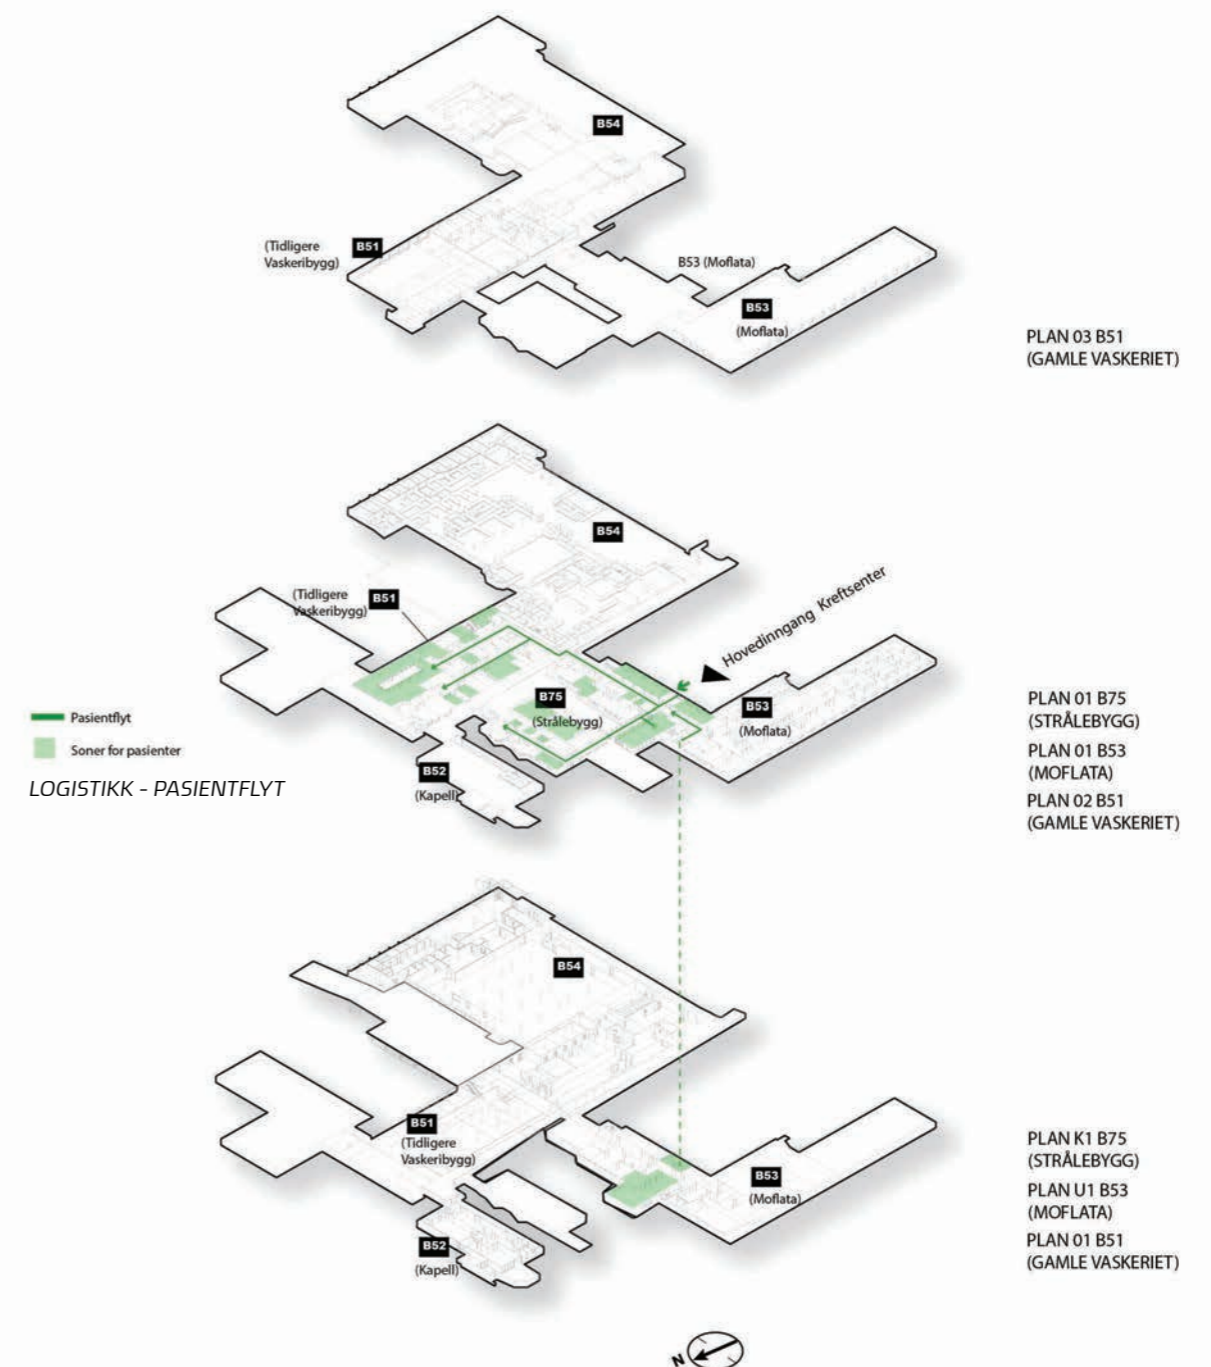 B54
(Tidligere
Vaskeribygg)
B51
B53 (Moflata)
B53
(Moflata)
PLAN 03 B51
(GAMLE VASKERIET)
B54
(Tidligere
Vaskeribygg)
B51
Hovedinngang Kreftsenter
B75
(Strålebygg)
B53
(Moflata)
B52
(Kapell)
Pasientflyt
Soner for pasienter
LOGISTIKK - PASIENTFLYT
PLAN 01 B75
(STRÅLEBYGG)
PLAN 01 B53
(MOFLATA)
PLAN 02 B51
(GAMLE VASKERIET)
B54
B51
(Tidligere
Vaskeribygg)
B53
(Moflata)
B52
(Kapell)
PLAN K1 B75
(STRÅLEBYGG)
PLAN U1 B53
(MOFLATA)
PLAN 01 B51
(GAMLE VASKERIET)
N